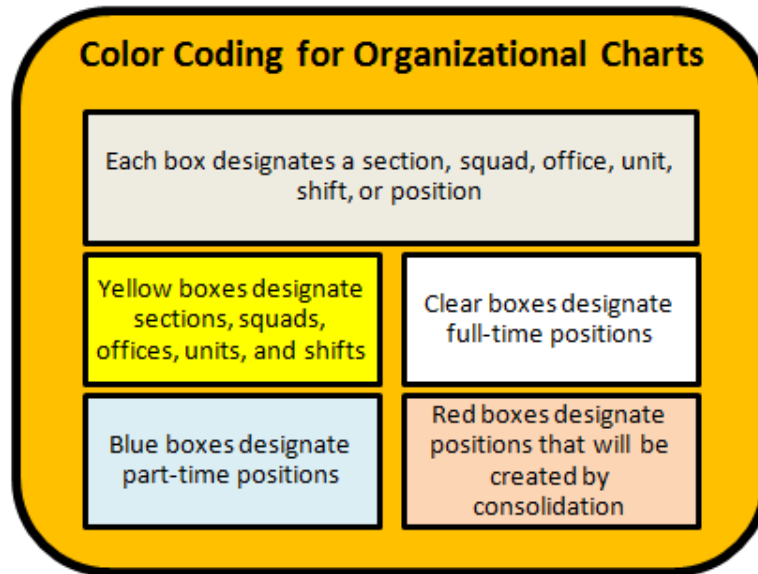 Color Coding for Organizational Charts
Each box designates a section, squad, office, unit,
shift, or position
Yellow boxes designate
sections, squads,
offices, units, and shifts
Clear boxes designate
full-time positions
Blue boxes designate
part-time positions
Red boxes designate
positions that will be
created by
consolidation